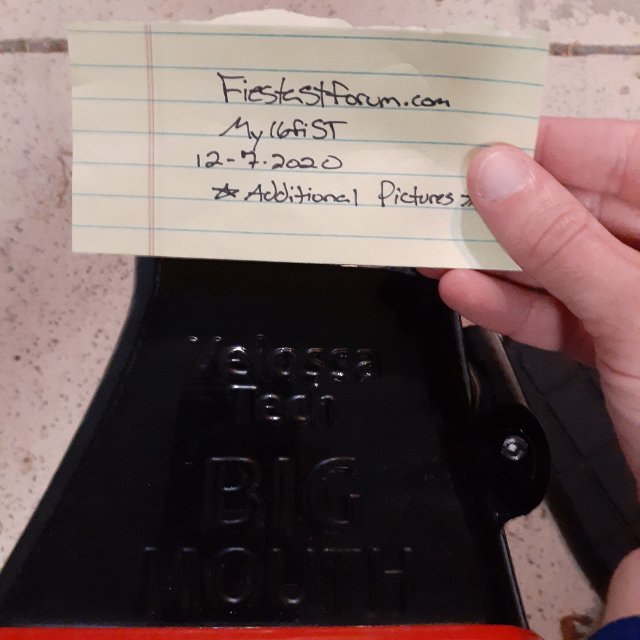 FiestaSTforum.com
My16fiST
12-7-2020
* Additional Pictures *
Velossa
Tech
BIG
MOUTH